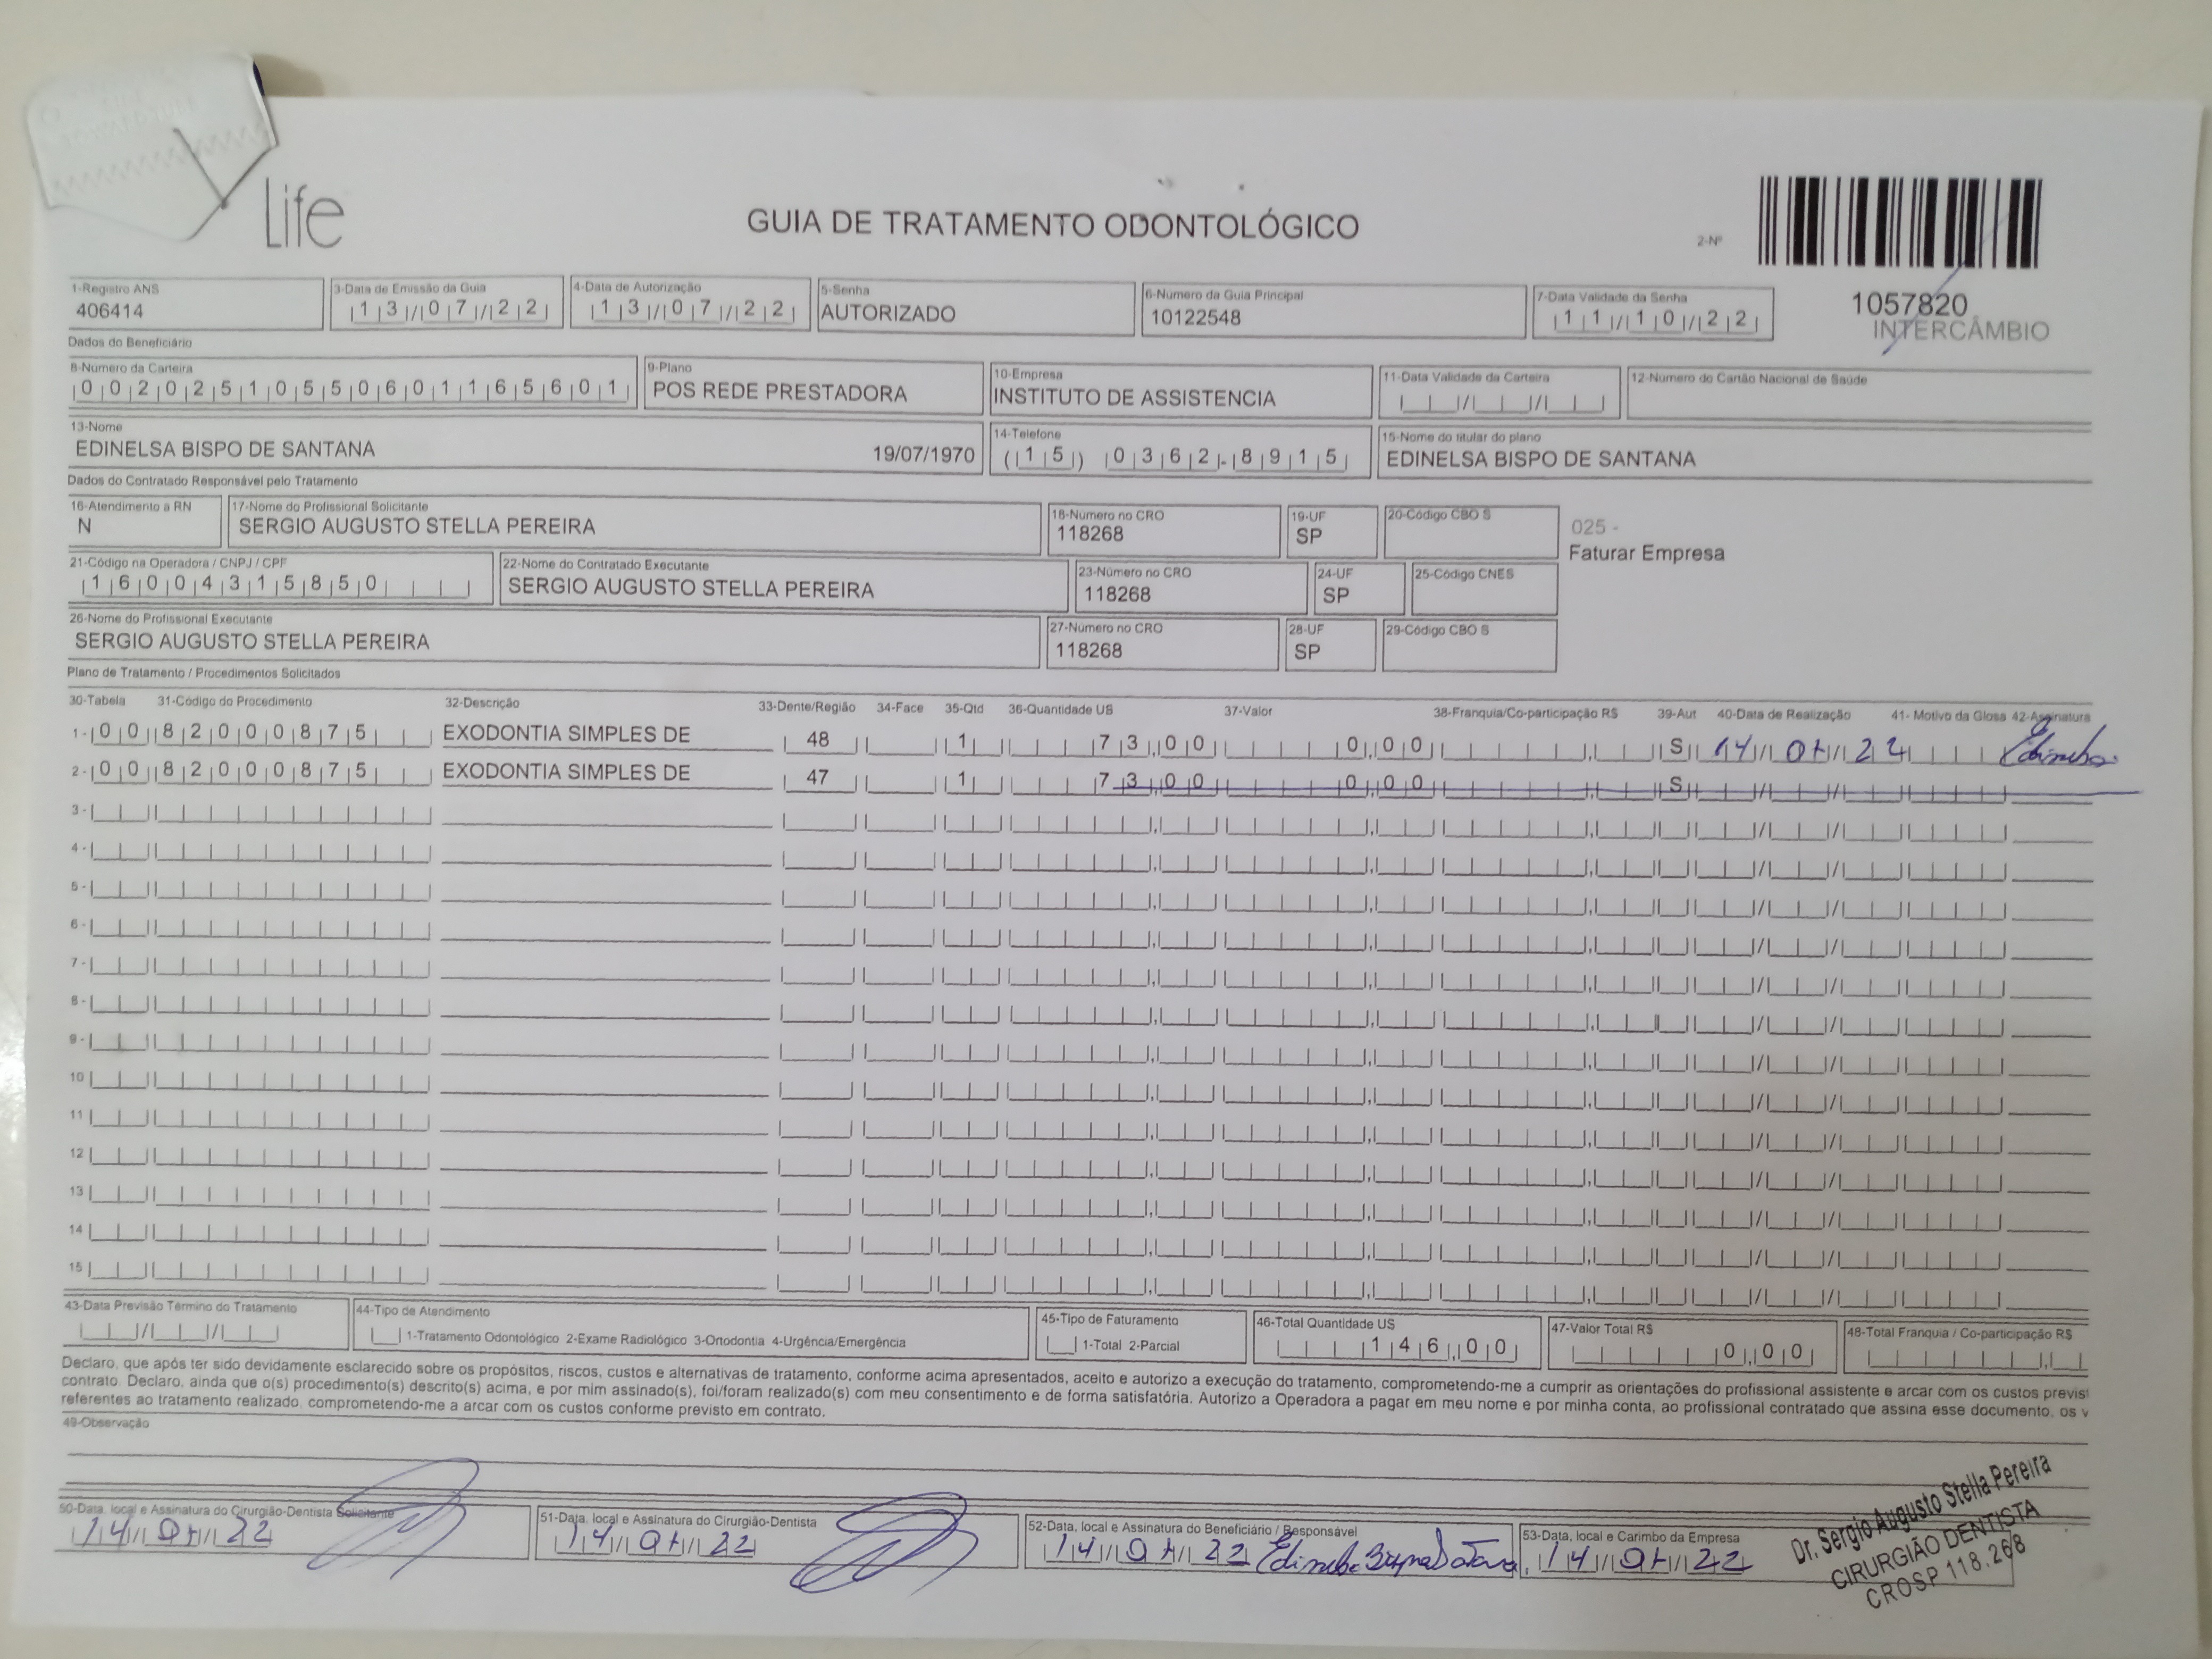 Life
GUIA DE TRATAMENTO ODONTOLÓGICO
2-Nº
1057820
INTERCÂMBIO
1-Registro ANS
406414
3-Data de Emissão da Guia
13/07/22
4-Data de Autorização
13/07/22
5-Senha
AUTORIZADO
6-Numero da Guia Principal
10122548
7-Data Validade da Senha
11/10/22
Dados do Beneficiário
8-Numero da Carteira
00202510550601165601
9-Plano
POS REDE PRESTADORA
10-Empresa
INSTITUTO DE ASSISTENCIA
11-Data Validade da Carteira
12-Numero do Cartão Nacional de Saúde
13-Nome
EDINELSA BISPO DE SANTANA 19/07/1970
14-Telefone
(15) 0362-8915
15-Nome do titular do plano
EDINELSA BISPO DE SANTANA
Dados do Contratado Responsável pelo Tratamento
16-Atendimento a RN
N
17-Nome do Profissional Solicitante
SERGIO AUGUSTO STELLA PEREIRA
18-Numero no CRO
118268
19-UF
SP
20-Código CBO S
025 -
Faturar Empresa
21-Código na Operadora / CNPJ / CPF
16004315850
22-Nome do Contratado Executante
SERGIO AUGUSTO STELLA PEREIRA
23-Número no CRO
118268
24-UF
SP
25-Código CNES
26-Nome do Profissional Executante
SERGIO AUGUSTO STELLA PEREIRA
27-Numero no CRO
118268
28-UF
SP
29-Código CBO S
Plano de Tratamento / Procedimentos Solicitados
30-Tabela 31-Código do Procedimento 32-Descrição 33-Dente/Região 34-Face 35-Qtd 36-Quantidade US 37-Valor 38-Franquia/Co-participação R$ 39-Aut 40-Data de Realização 41- Motivo da Glosa 42-Assinatura
1- 00 82000875 EXODONTIA SIMPLES DE 48 1 73,00 0,00 S 14/07/22
2- 00 82000875 EXODONTIA SIMPLES DE 47 1 73,00 0,00 S
3-
4-
5-
6-
7-
8-
9-
10
11
12
13
14
15
43-Data Previsão Término do Tratamento
44-Tipo de Atendimento
1-Tratamento Odontológico 2-Exame Radiológico 3-Ortodontia 4-Urgência/Emergência
45-Tipo de Faturamento
1-Total 2-Parcial
46-Total Quantidade US
146,00
47-Valor Total R$
0,00
48-Total Franquia / Co-participação R$
Declaro, que após ter sido devidamente esclarecido sobre os propósitos, riscos, custos e alternativas de tratamento, conforme acima apresentados, aceito e autorizo a execução do tratamento, comprometendo-me a cumprir as orientações do profissional assistente e arcar com os custos previs
contrato. Declaro, ainda que o(s) procedimento(s) descrito(s) acima, e por mim assinado(s), foi/foram realizado(s) com meu consentimento e de forma satisfatória. Autorizo a Operadora a pagar em meu nome e por minha conta, ao profissional contratado que assina esse documento, os v
referentes ao tratamento realizado, comprometendo-me a arcar com os custos conforme previsto em contrato.
49-Observação
50-Data, local e Assinatura do Cirurgião-Dentista Solicitante
14/07/22
51-Data, local e Assinatura do Cirurgião-Dentista
14/07/22
52-Data, local e Assinatura do Beneficiário / Responsável
14/07/22
53-Data, local e Carimbo da Empresa
14/07/22
Dr. Sergio Augusto Stella Pereira
CIRURGIÃO DENTISTA
CROSP 118.268